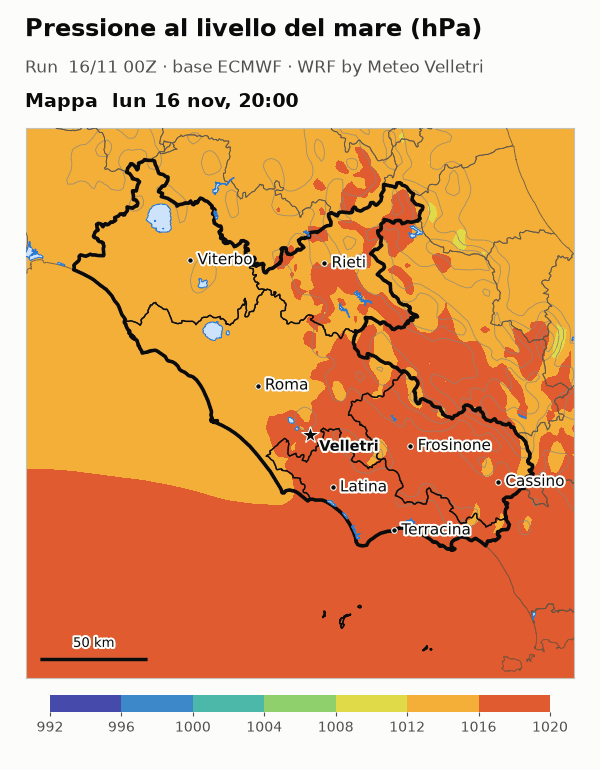 Pressione al livello del mare (hPa)
Run 16/11 00Z · base ECMWF · WRF by Meteo Velletri
Mappa lun 16 nov, 20:00
Viterbo
Rieti
Roma
Velletri
Frosinone
Latina
Cassino
Terracina
50 km
992 996 1000 1004 1008 1012 1016 1020